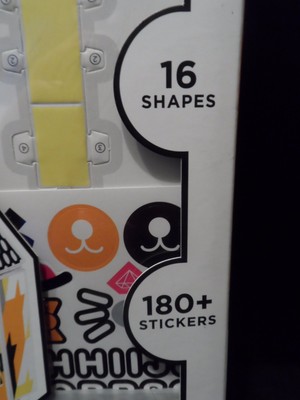 16
SHAPES
180+
STICKERS